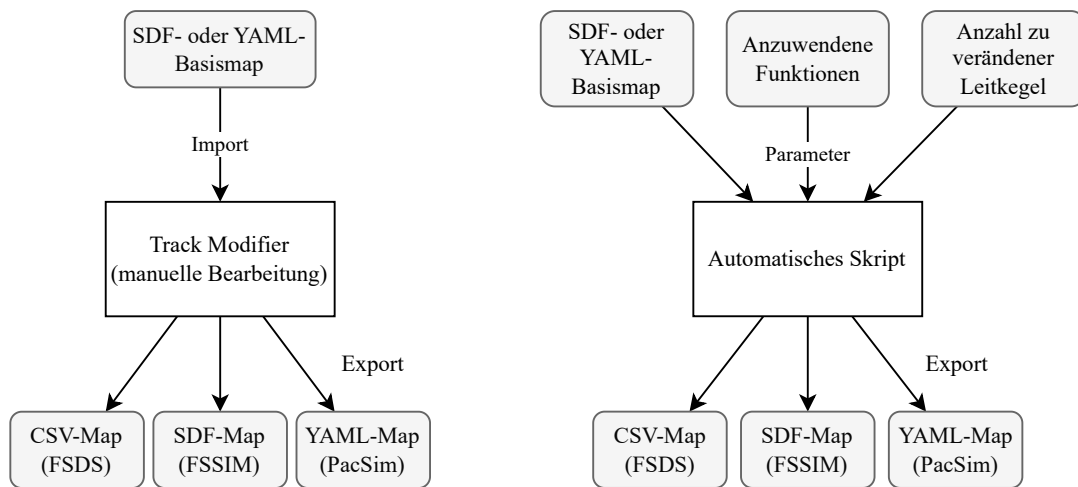 SDF- oder YAML-
Basismap
Import
Track Modifier
(manuelle Bearbeitung)
Export
CSV-Map
(FSDS)
SDF-Map
(FSSIM)
YAML-Map
(PacSim)
SDF- oder
YAML-
Basismap
Anzuwendene
Funktionen
Anzahl zu
verändener
Leitkegel
Parameter
Automatisches Skript
Export
CSV-Map
(FSDS)
SDF-Map
(FSSIM)
YAML-Map
(PacSim)